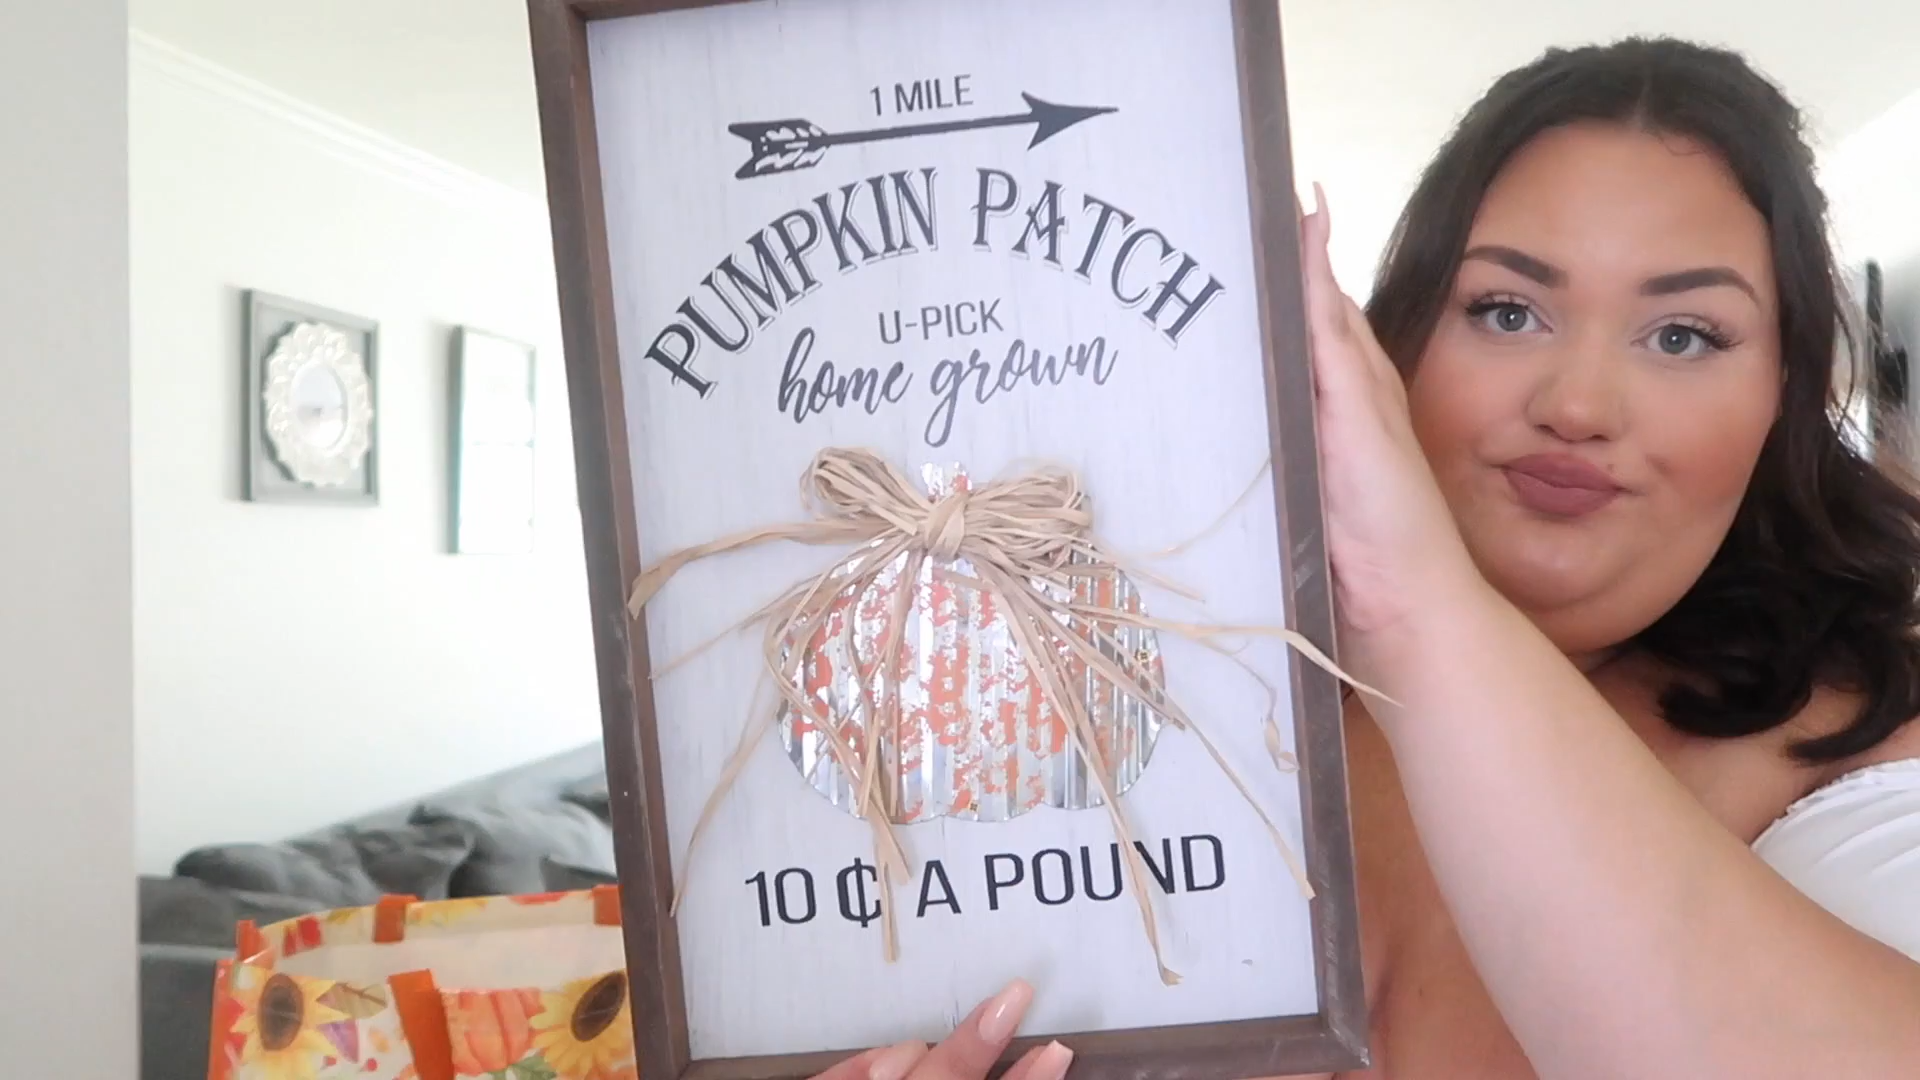 1 MILE
PUMPKIN PATCH
U-PICK
home grown
10 ¢ A POUND